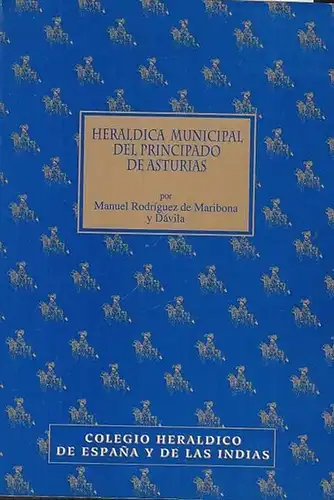 HERALDICA MUNICIPAL
DEL PRINCIPADO
DE ASTURIAS
por
Manuel Rodríguez de Maribona
y Dávila
COLEGIO HERALDICO
DE ESPAÑA Y DE LAS INDIAS